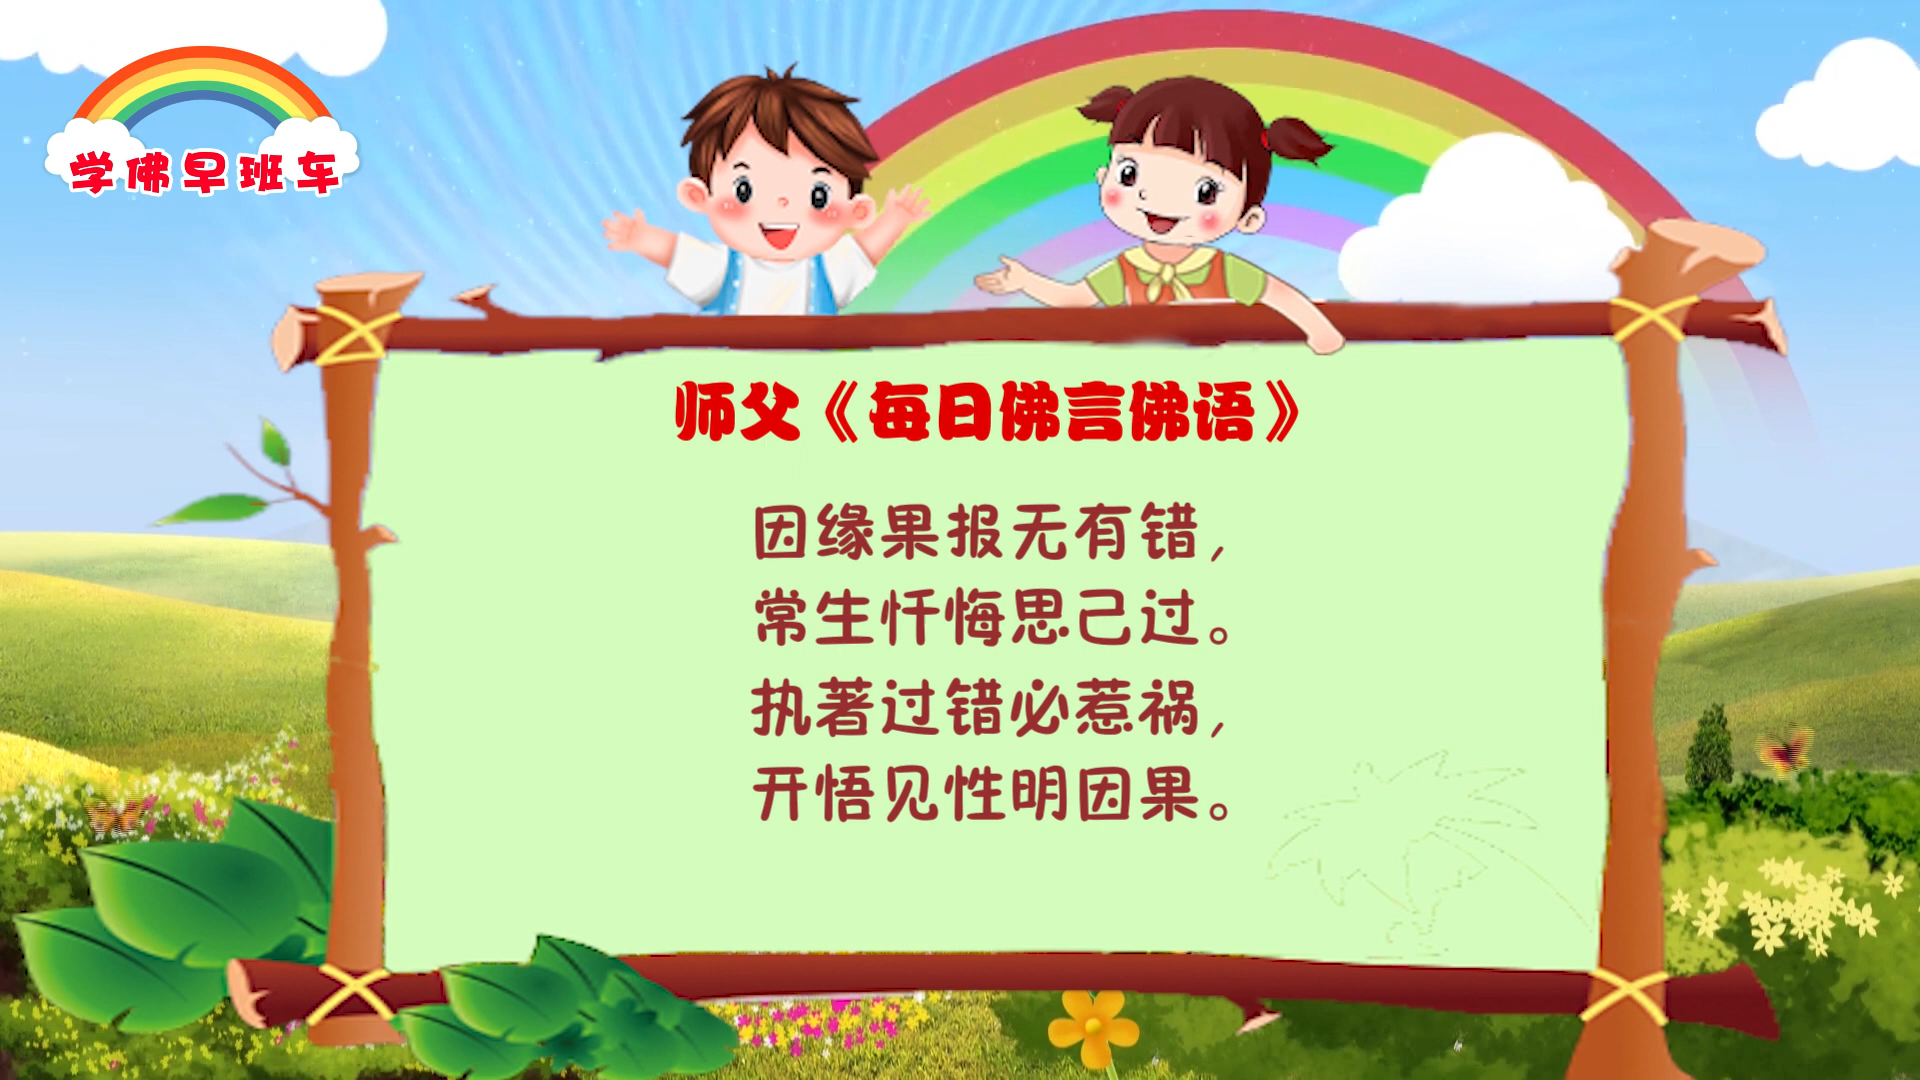 学佛早班车
师父《每日佛言佛语》
因缘果报无有错，
常生忏悔思己过。
执著过错必惹祸，
开悟见性明因果。